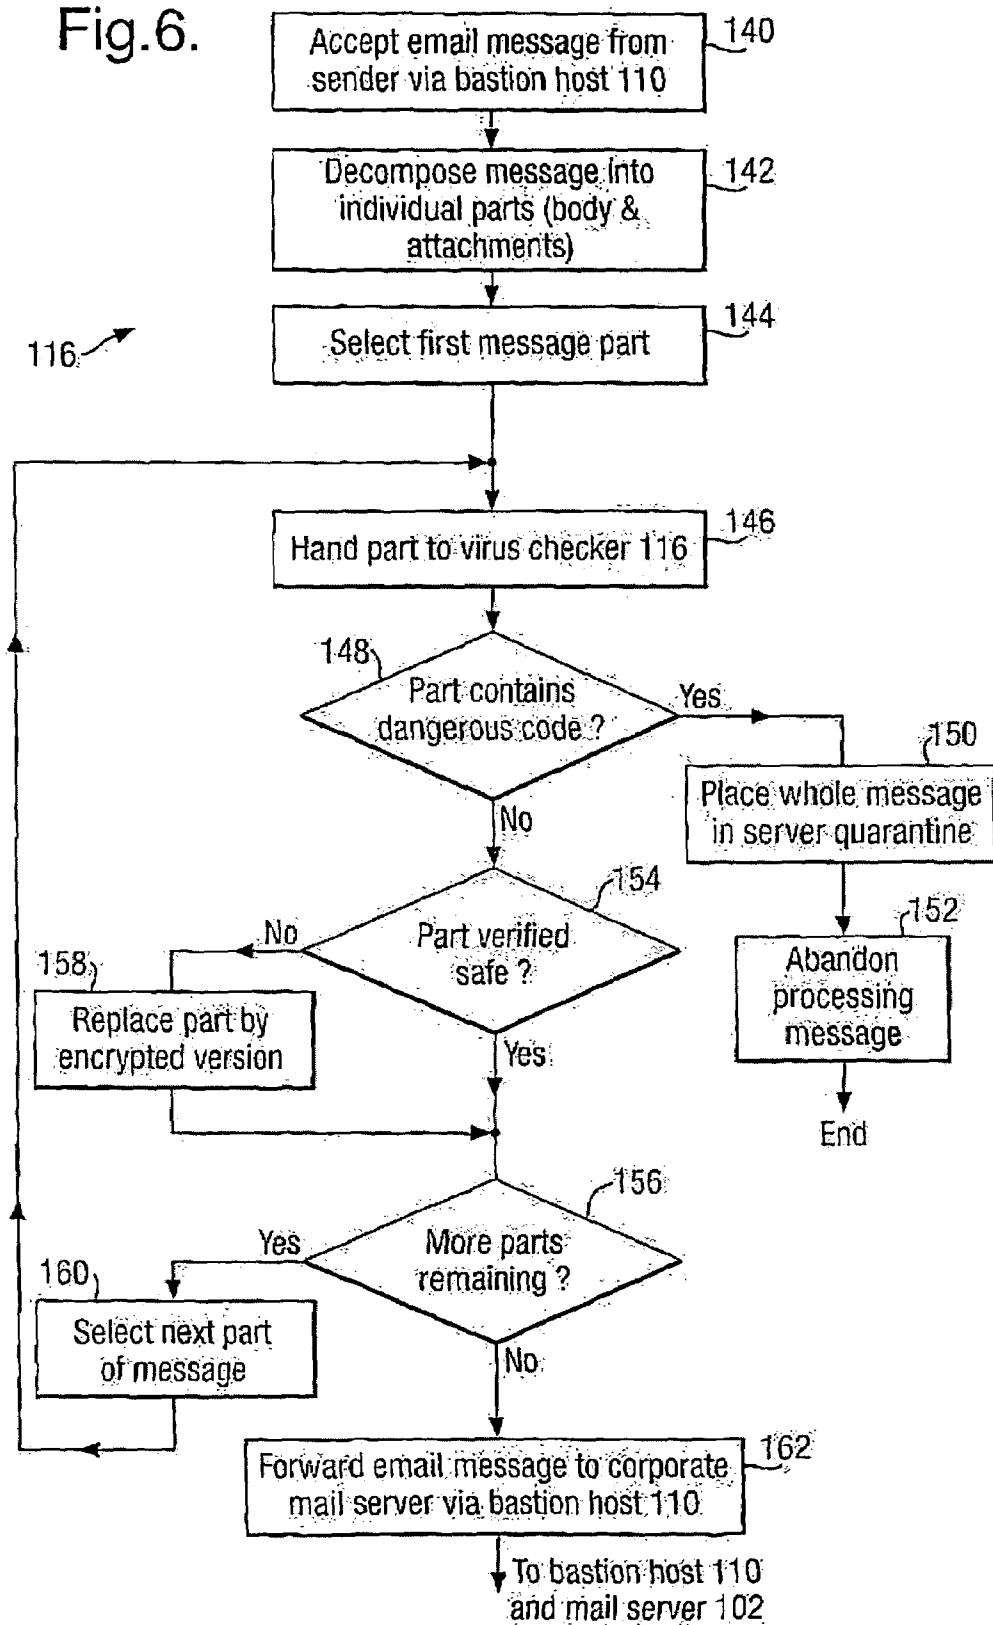 Fig.6.
Accept email message from
sender via bastion host 110
140
Decompose message into
individual parts (body &
attachments)
142
Select first message part
144
116
Hand part to virus checker 116
146
148
Part contains
dangerous code ?
Yes
No
150
Place whole message
in server quarantine
152
Abandon
processing
message
End
154
Part verified
safe ?
No
Yes
158
Replace part by
encrypted version
156
More parts
remaining ?
Yes
No
160
Select next part
of message
Forward email message to corporate
mail server via bastion host 110
162
To bastion host 110
and mail server 102